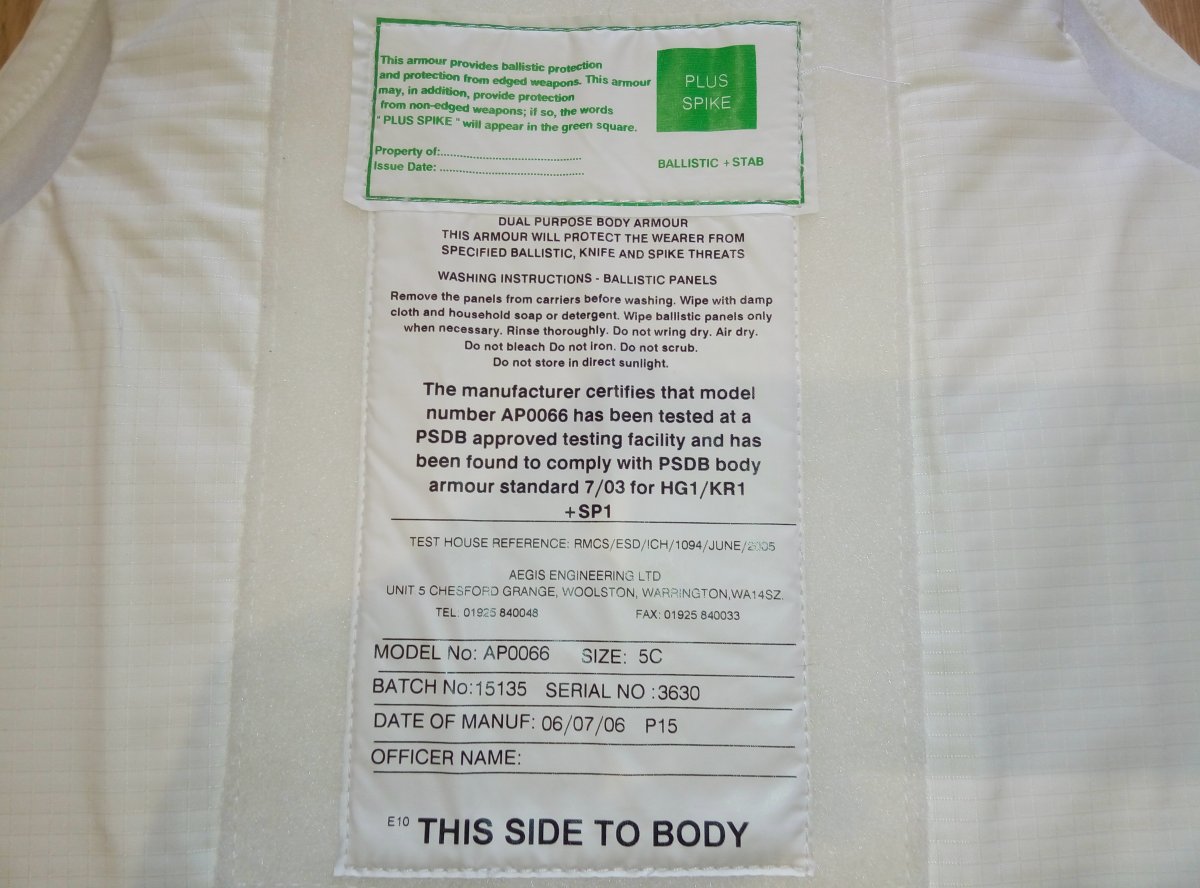 This armour provides ballistic protection
and protection from edged weapons. This armour
may, in addition, provide protection
from non-edged weapons; if so, the words
" PLUS SPIKE " will appear in the green square.
Property of:
Issue Date:
PLUS
SPIKE
BALLISTIC + STAB
DUAL PURPOSE BODY ARMOUR
THIS ARMOUR WILL PROTECT THE WEARER FROM
SPECIFIED BALLISTIC, KNIFE AND SPIKE THREATS
WASHING INSTRUCTIONS - BALLISTIC PANELS
Remove the panels from carriers before washing. Wipe with damp
cloth and household soap or detergent. Wipe ballistic panels only
when necessary. Rinse thoroughly. Do not wring dry. Air dry.
Do not bleach Do not iron. Do not scrub.
Do not store in direct sunlight.
The manufacturer certifies that model
number AP0066 has been tested at a
PSDB approved testing facility and has
been found to comply with PSDB body
armour standard 7/03 for HG1/KR1
+SP1
TEST HOUSE REFERENCE: RMCS/ESD/ICH/1094/JUNE/2005
AEGIS ENGINEERING LTD
UNIT 5 CHESFORD GRANGE, WOOLSTON, WARRINGTON,WA14SZ.
TEL: 01925 840048 FAX: 01925 840033
MODEL No: AP0066 SIZE: 5C
BATCH No:15135 SERIAL NO :3630
DATE OF MANUF: 06/07/06 P15
OFFICER NAME:
E10 THIS SIDE TO BODY